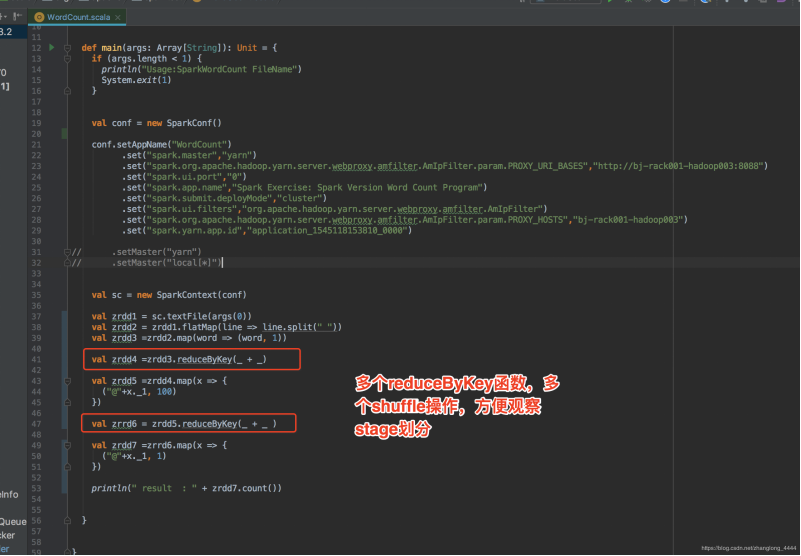 WordCount.scala
3.2
11
12 def main(args: Array[String]): Unit = {
13 if (args.length < 1) {
14 println("Usage:SparkWordCount FileName")
15 System.exit(1)
16 }
17
18
19 val conf = new SparkConf()
20
21 conf.setAppName("WordCount")
22 .set("spark.master","yarn")
23 .set("spark.org.apache.hadoop.yarn.server.webproxy.amfilter.AmIpFilter.param.PROXY_URI_BASES","http://bj-rack001-hadoop003:8088")
24 .set("spark.ui.port","0")
25 .set("spark.app.name","Spark Exercise: Spark Version Word Count Program")
26 .set("spark.submit.deployMode","cluster")
27 .set("spark.ui.filters","org.apache.hadoop.yarn.server.webproxy.amfilter.AmIpFilter")
28 .set("spark.org.apache.hadoop.yarn.server.webproxy.amfilter.AmIpFilter.param.PROXY_HOSTS","bj-rack001-hadoop003")
29 .set("spark.yarn.app.id","application_1545118153810_0000")
30
31 // .setMaster("yarn")
32 // .setMaster("local[*]")
33
34
35 val sc = new SparkContext(conf)
36
37 val zrdd1 = sc.textFile(args(0))
38 val zrdd2 = zrdd1.flatMap(line => line.split(" "))
39 val zrdd3 =zrdd2.map(word => (word, 1))
40
41 val zrdd4 =zrdd3.reduceByKey(_ + _)
42
43 val zrdd5 =zrdd4.map(x => {
44 ("@"+x._1, 100)
45 })
46
47 val zrrd6 = zrdd5.reduceByKey(_ + _ )
48
49 val zrdd7 =zrrd6.map(x => {
50 ("@"+x._1, 1)
51 })
52
53 println(" result : " + zrdd7.count())
54
55
56 }
57
58
59 }
多个reduceByKey函数，多
个shuffle操作，方便观察
stage划分
https://blog.csdn.net/zhanglong_4444